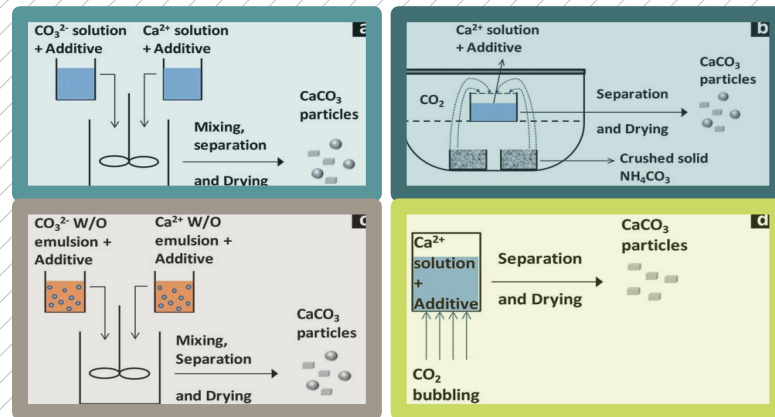 CO₃²⁻ solution
+ Additive
Ca²⁺ solution
+ Additive
a
CaCO₃
particles
Mixing,
separation
and Drying
b
Ca²⁺ solution
+ Additive
CaCO₃
particles
CO₂
Separation
and Drying
Crushed solid
NH₄CO₃
c
CO₃²⁻ W/O
emulsion +
Additive
Ca²⁺ W/O
emulsion +
Additive
CaCO₃
particles
Mixing,
Separation
and Drying
d
Ca²⁺
solution
+
Additive
CaCO₃
particles
Separation
and Drying
CO₂
bubbling